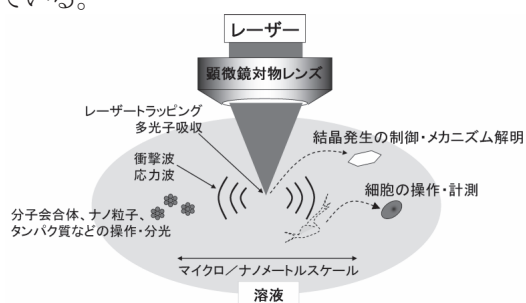 ている。
レーザー
顕微鏡対物レンズ
レーザートラッピング
多光子吸収
結晶発生の制御・メカニズム解明
衝撃波
応力波
細胞の操作・計測
分子会合体、ナノ粒子、
タンパク質などの操作・分光
マイクロ／ナノメートルスケール
溶液